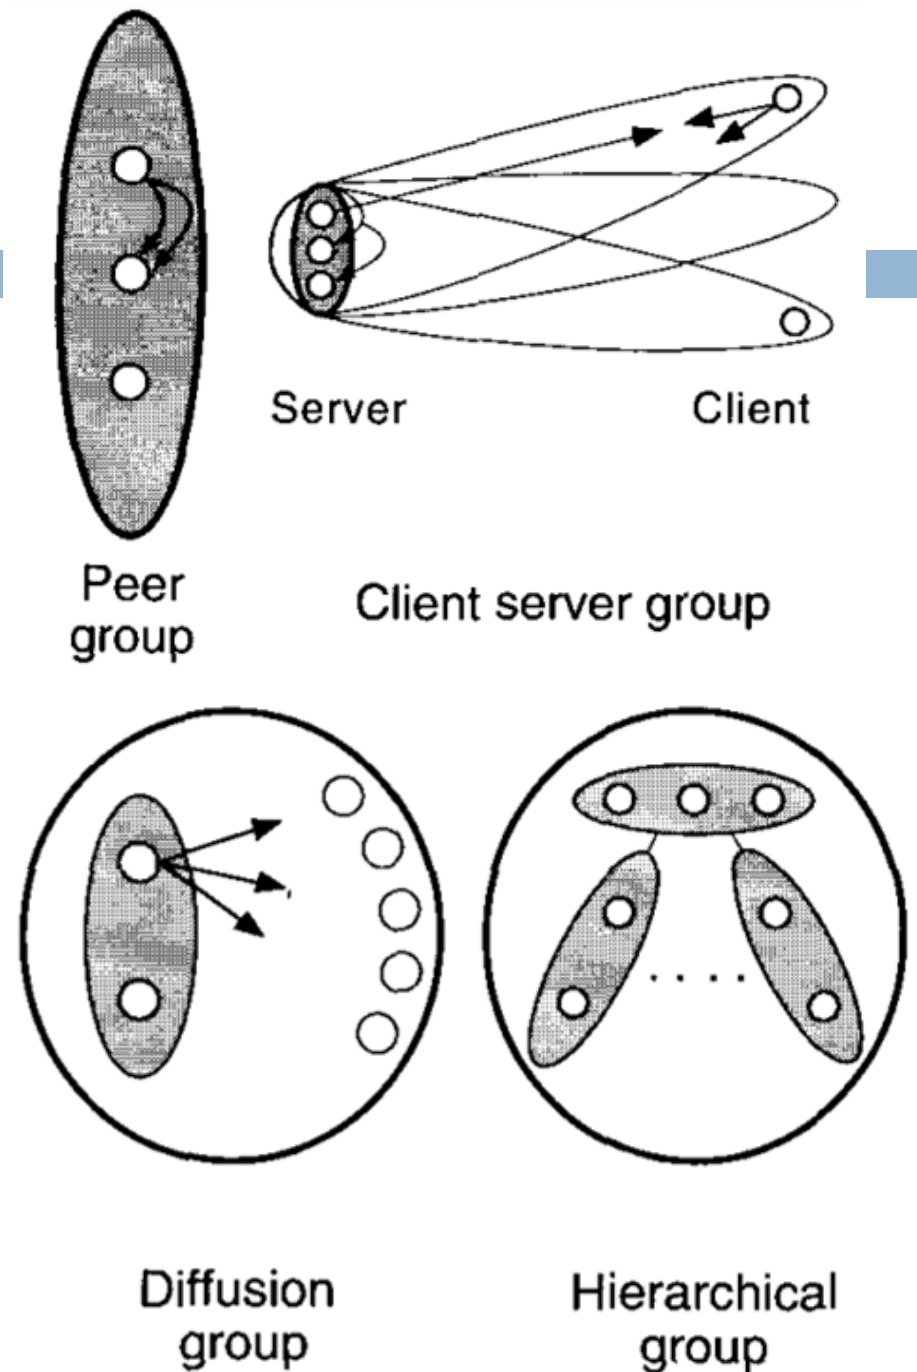 Server
Client
Peer
group
Client server group
Diffusion
group
Hierarchical
group